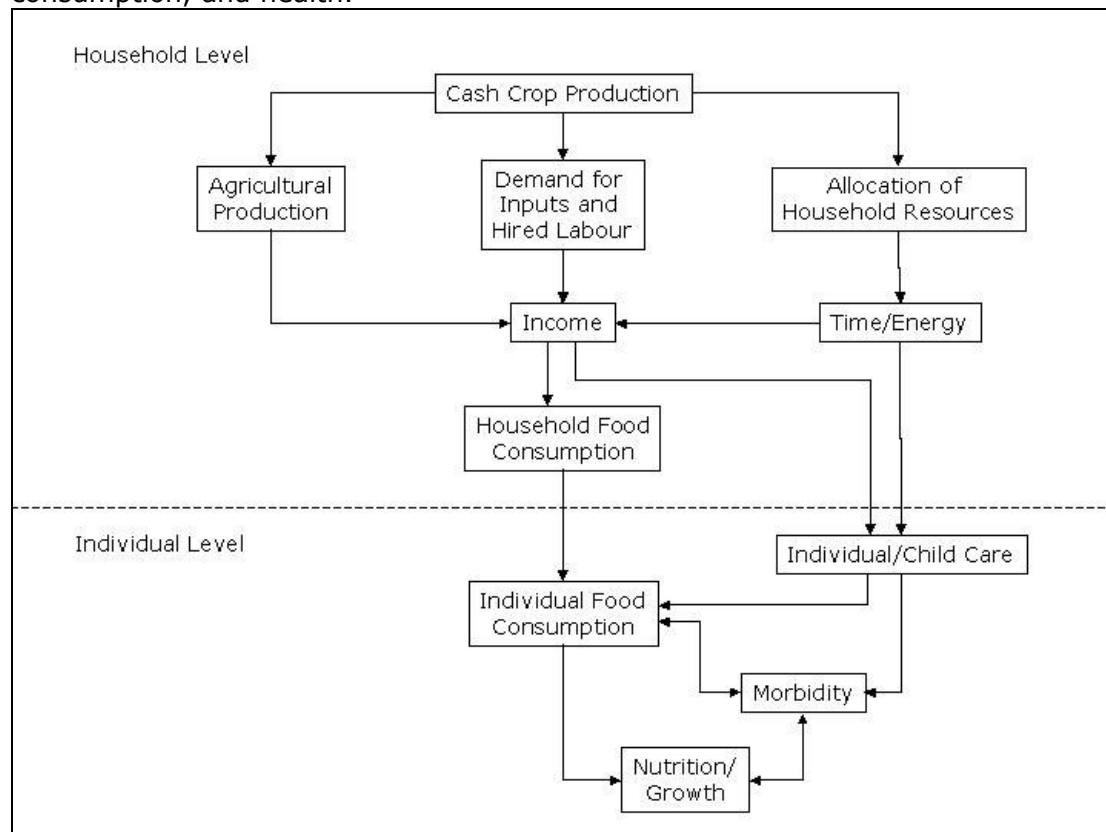 consumption, and health.
Household Level
Cash Crop Production
Agricultural
Production
Demand for
Inputs and
Hired Labour
Allocation of
Household Resources
Income
Time/Energy
Household Food
Consumption
Individual Level
Individual/Child Care
Individual Food
Consumption
Morbidity
Nutrition/
Growth